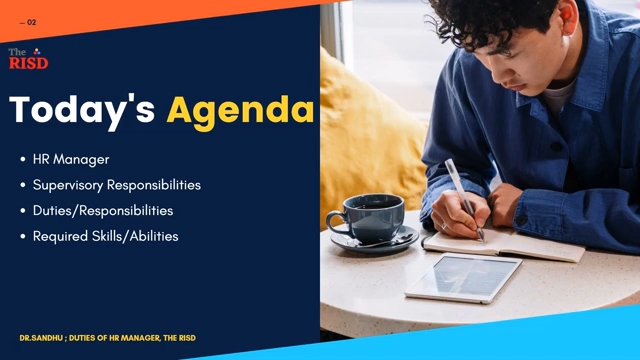 — 02
The
RISD
Today's Agenda
• HR Manager
• Supervisory Responsibilities
• Duties/Responsibilities
• Required Skills/Abilities
DR.SANDHU ; DUTIES OF HR MANAGER, THE RISD